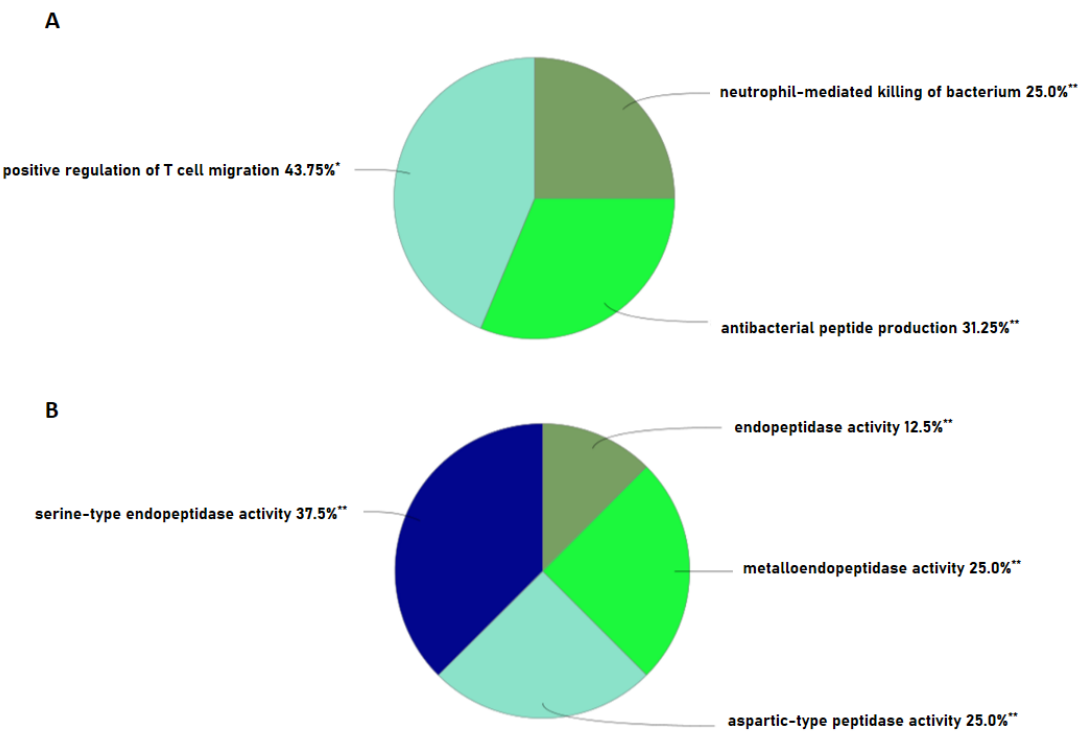 A
neutrophil-mediated killing of bacterium 25.0%**
positive regulation of T cell migration 43.75%*
antibacterial peptide production 31.25%**
B
endopeptidase activity 12.5%**
serine-type endopeptidase activity 37.5%**
metalloendopeptidase activity 25.0%**
aspartic-type peptidase activity 25.0%**